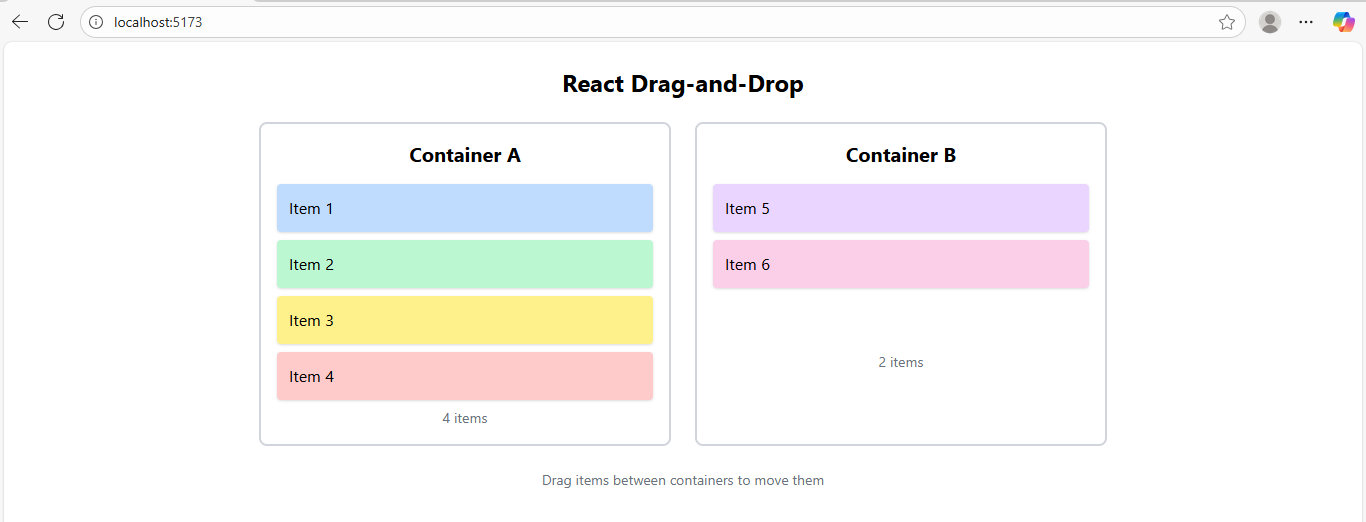 localhost:5173
React Drag-and-Drop
Container A
Item 1
Item 2
Item 3
Item 4
4 items
Container B
Item 5
Item 6
2 items
Drag items between containers to move them